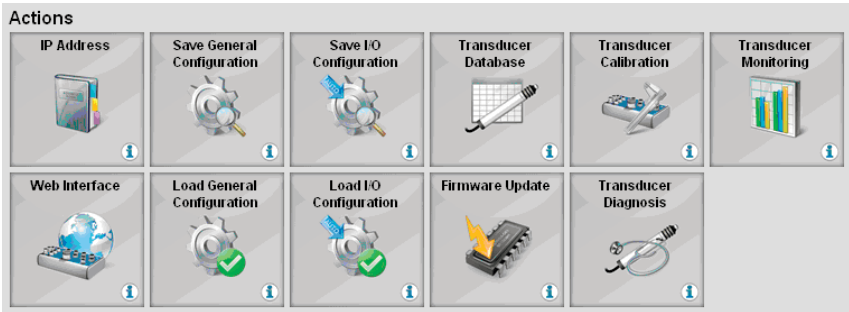 Actions
IP Address
Save General
Configuration
Save I/O
Configuration
Transducer
Database
Transducer
Calibration
Transducer
Monitoring
Web Interface
Load General
Configuration
Load I/O
Configuration
Firmware Update
Transducer
Diagnosis